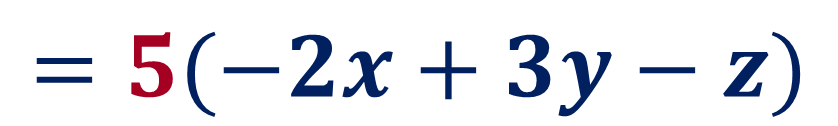 = 5(−2x + 3y − z)